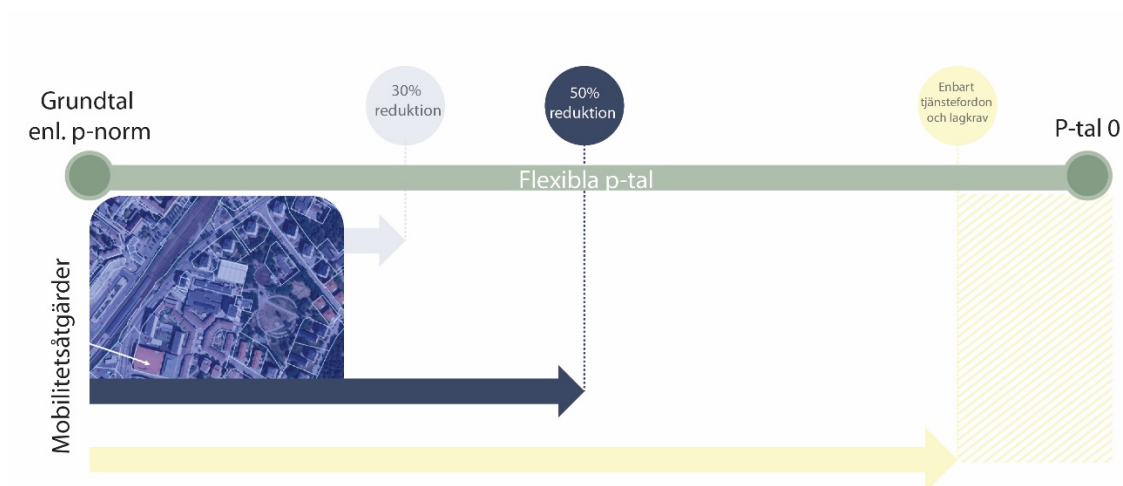 Grundtal
enl. p-norm
30%
reduktion
50%
reduktion
Enbart
tjänstefordon
och lagkrav
P-tal 0
Flexibla p-tal
Mobilitetsåtgärder